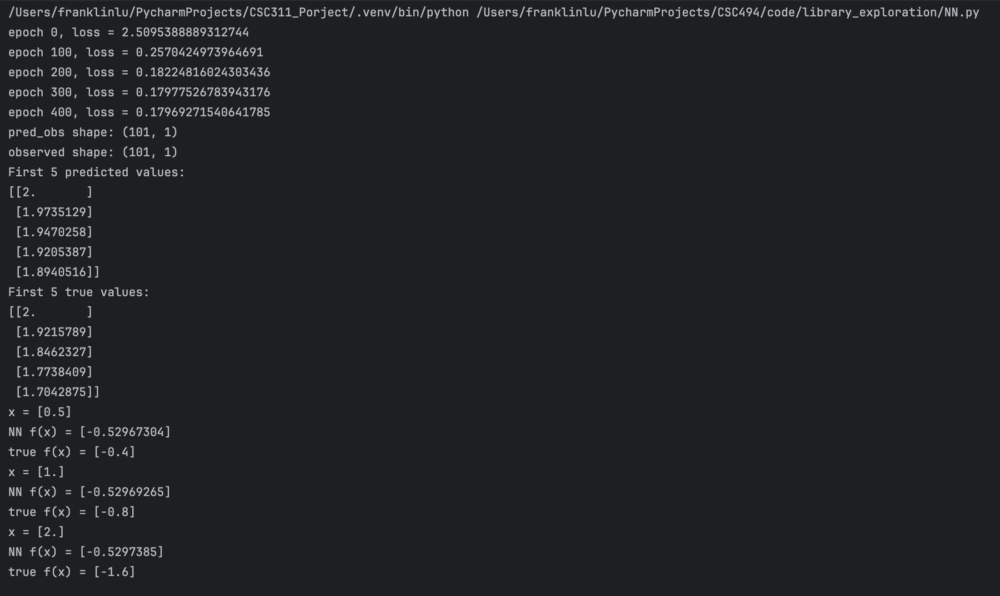 /Users/franklinlu/PycharmProjects/CSC311_Porject/.venv/bin/python /Users/franklinlu/PycharmProjects/CSC494/code/library_exploration/NN.py
epoch 0, loss = 2.5095388889312744
epoch 100, loss = 0.2570424973964691
epoch 200, loss = 0.18224816024303436
epoch 300, loss = 0.17977526783943176
epoch 400, loss = 0.17969271540641785
pred_obs shape: (101, 1)
observed shape: (101, 1)
First 5 predicted values:
[[2.       ]
 [1.9735129]
 [1.9470258]
 [1.9205387]
 [1.8940516]]
First 5 true values:
[[2.       ]
 [1.9215789]
 [1.8462327]
 [1.7738409]
 [1.7042875]]
x = [0.5]
NN f(x) = [-0.52967304]
true f(x) = [-0.4]
x = [1.]
NN f(x) = [-0.52969265]
true f(x) = [-0.8]
x = [2.]
NN f(x) = [-0.5297385]
true f(x) = [-1.6]